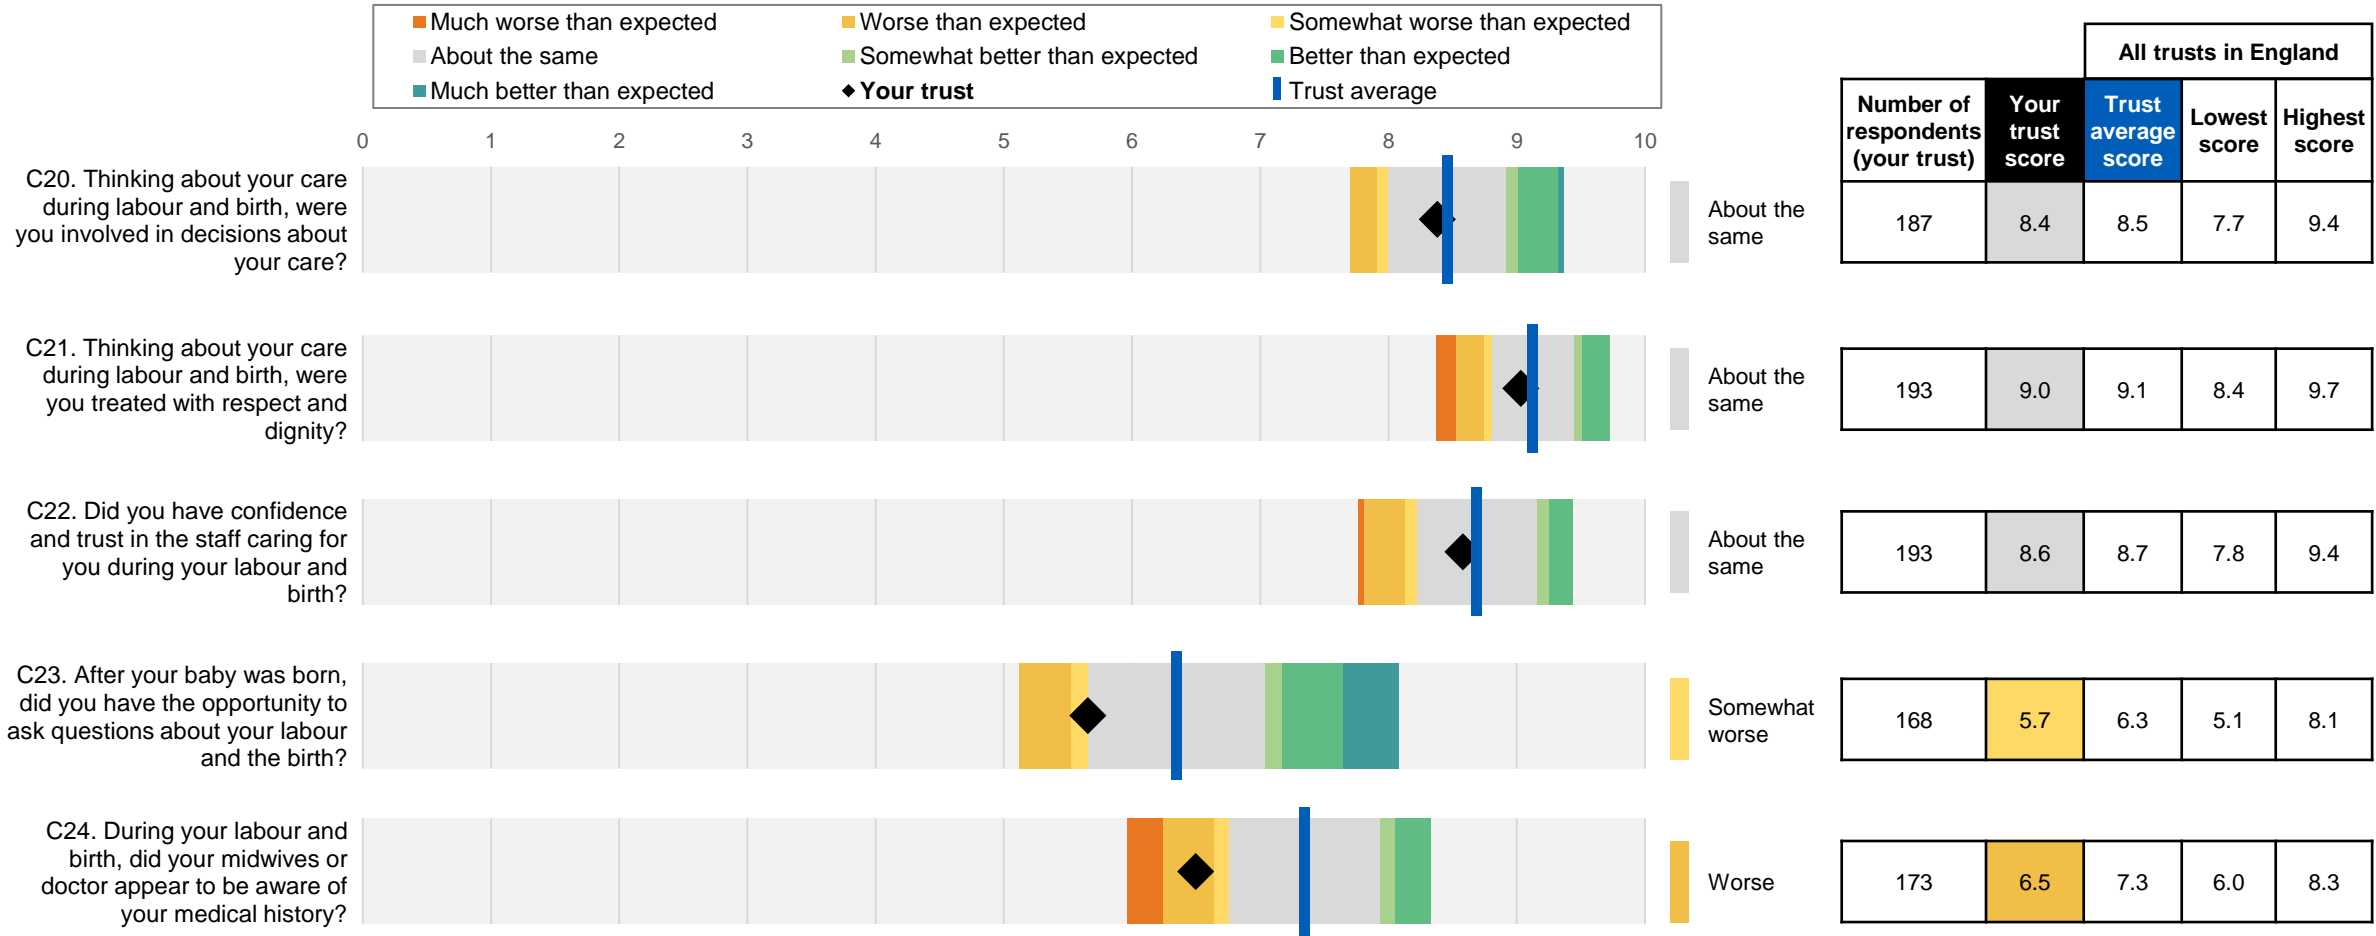 Much worse than expected
Worse than expected
Somewhat worse than expected
About the same
Somewhat better than expected
Better than expected
Much better than expected
Your trust
Trust average
All trusts in England
Number of
respondents
(your trust)
Your
trust
score
Trust
average
score
Lowest
score
Highest
score
0 1 2 3 4 5 6 7 8 9 10
C20. Thinking about your care
during labour and birth, were
you involved in decisions about
your care?
About the
same
187 8.4 8.5 7.7 9.4
C21. Thinking about your care
during labour and birth, were
you treated with respect and
dignity?
About the
same
193 9.0 9.1 8.4 9.7
C22. Did you have confidence
and trust in the staff caring for
you during your labour and
birth?
About the
same
193 8.6 8.7 7.8 9.4
C23. After your baby was born,
did you have the opportunity to
ask questions about your labour
and the birth?
Somewhat
worse
168 5.7 6.3 5.1 8.1
C24. During your labour and
birth, did your midwives or
doctor appear to be aware of
your medical history?
Worse
173 6.5 7.3 6.0 8.3